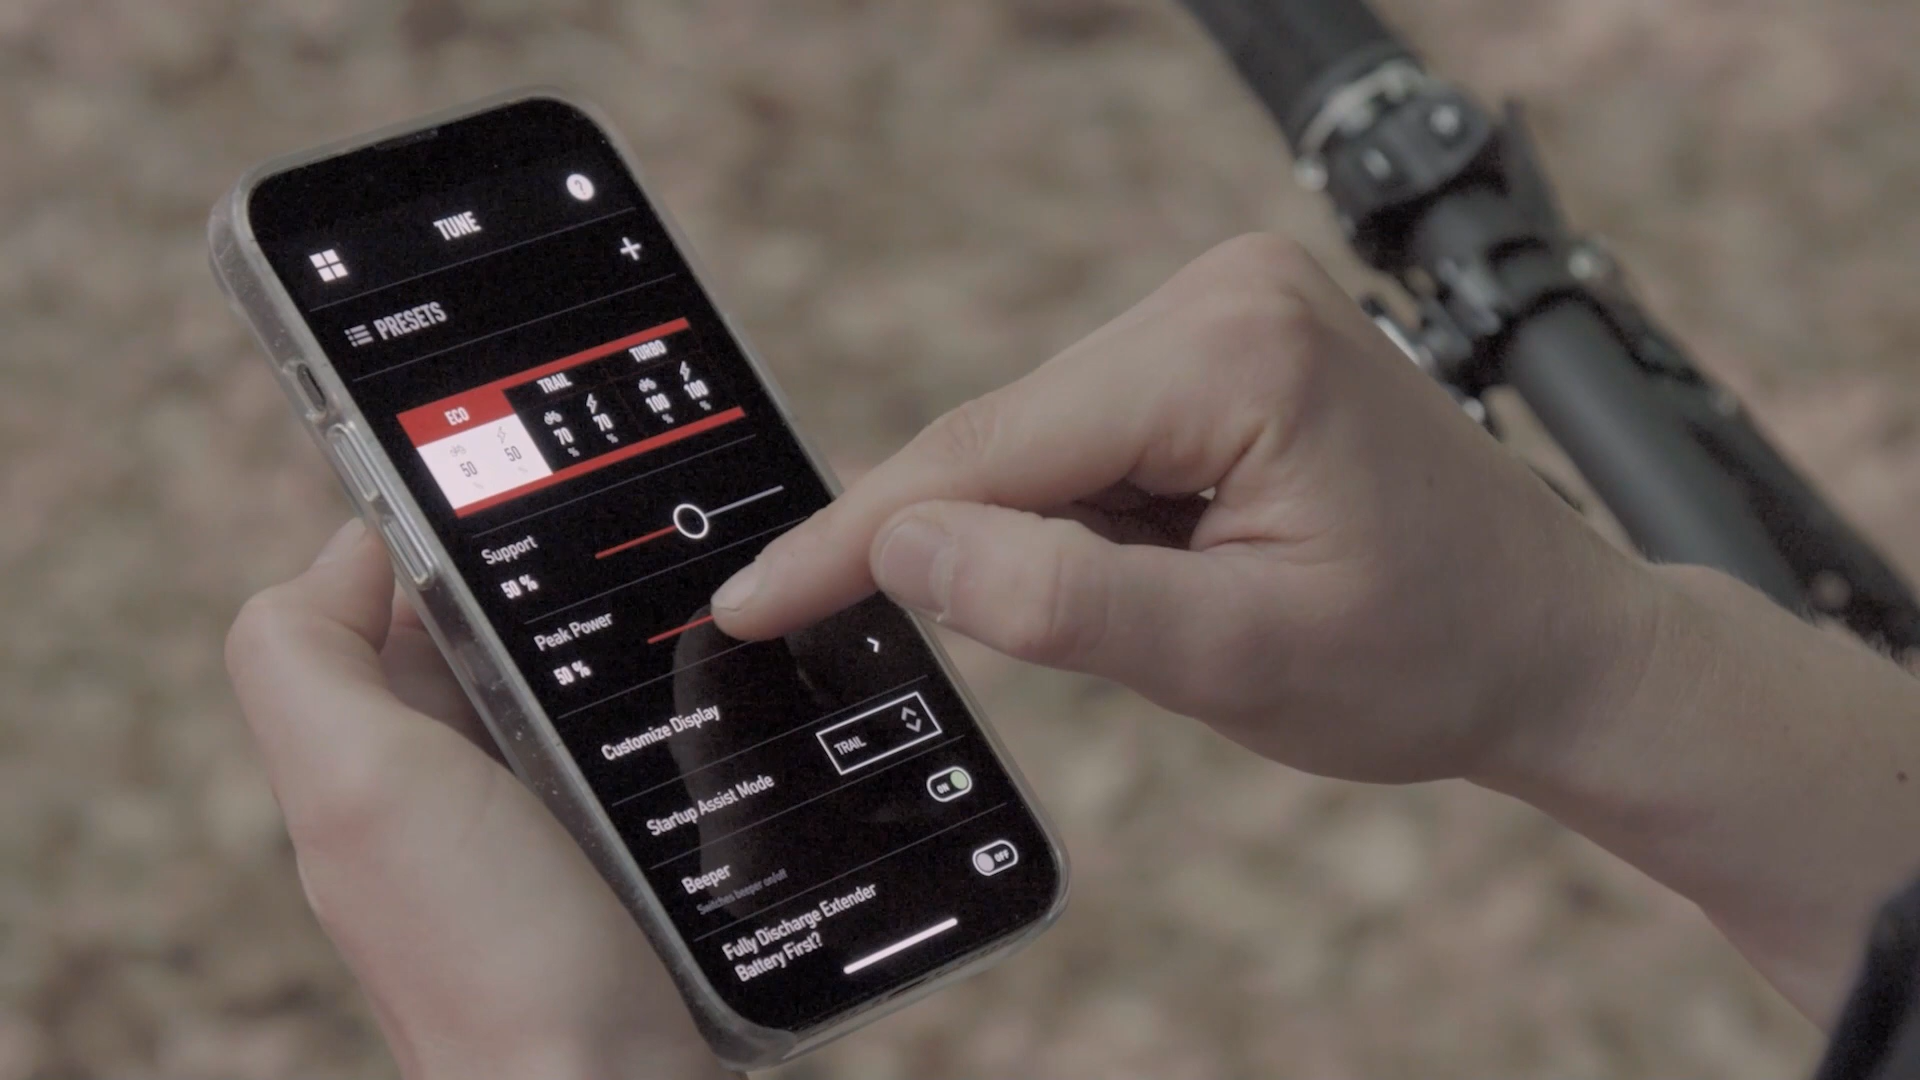 ?
TUNE
+
PRESETS
ECO
TRAIL
TURBO
50 50
% %
70 70
% %
100 100
% %
Support
50 %
Peak Power
50 %
Customize Display
Startup Assist Mode
TRAIL
Beeper
ON
Switches beeper on/off
Fully Discharge Extender
Battery First?
OFF